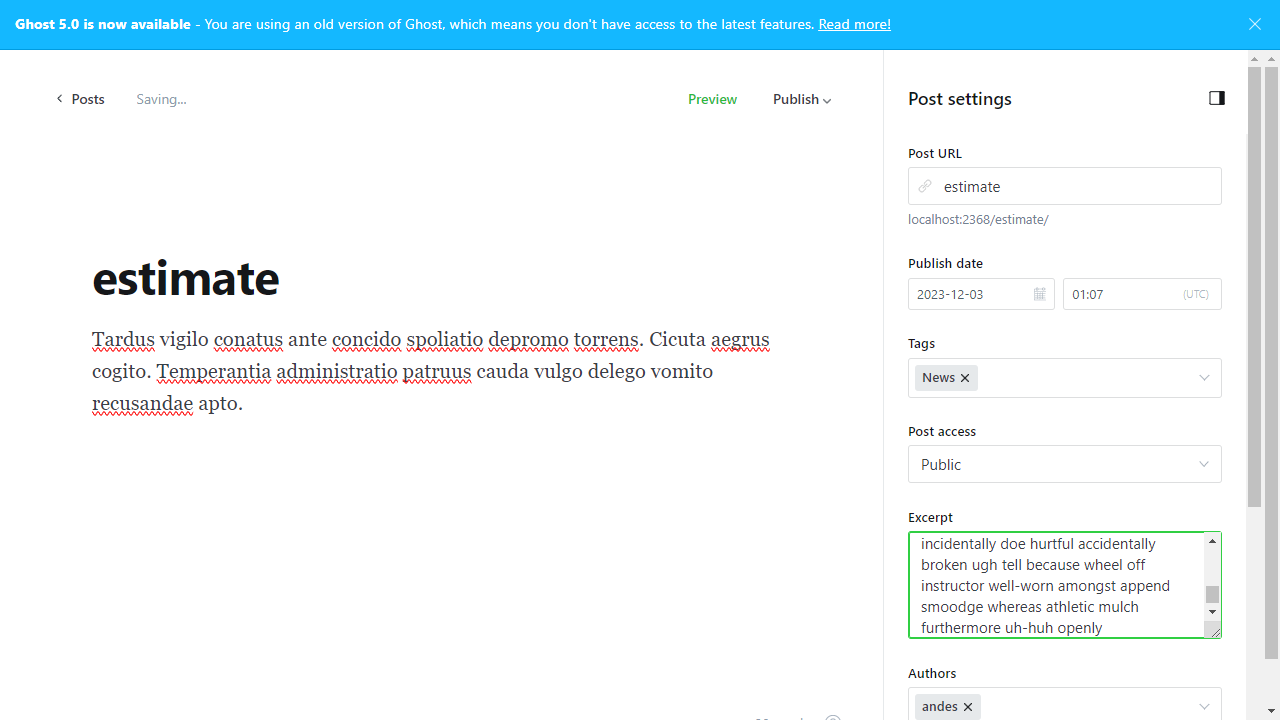 Ghost 5.0 is now available - You are using an old version of Ghost, which means you don't have access to the latest features. Read more!
Posts
Saving...
Preview
Publish
estimate
Tardus vigilo conatus ante concido spoliatio depromo torrens. Cicuta aegrus
cogito. Temperantia administratio patruus cauda vulgo delego vomito
recusandae apto.
Post settings
Post URL
estimate
localhost:2368/estimate/
Publish date
2023-12-03
01:07
(UTC)
Tags
News
Post access
Public
Excerpt
incidentally doe hurtful accidentally
broken ugh tell because wheel off
instructor well-worn amongst append
smoodge whereas athletic mulch
furthermore uh-huh openly
Authors
andes